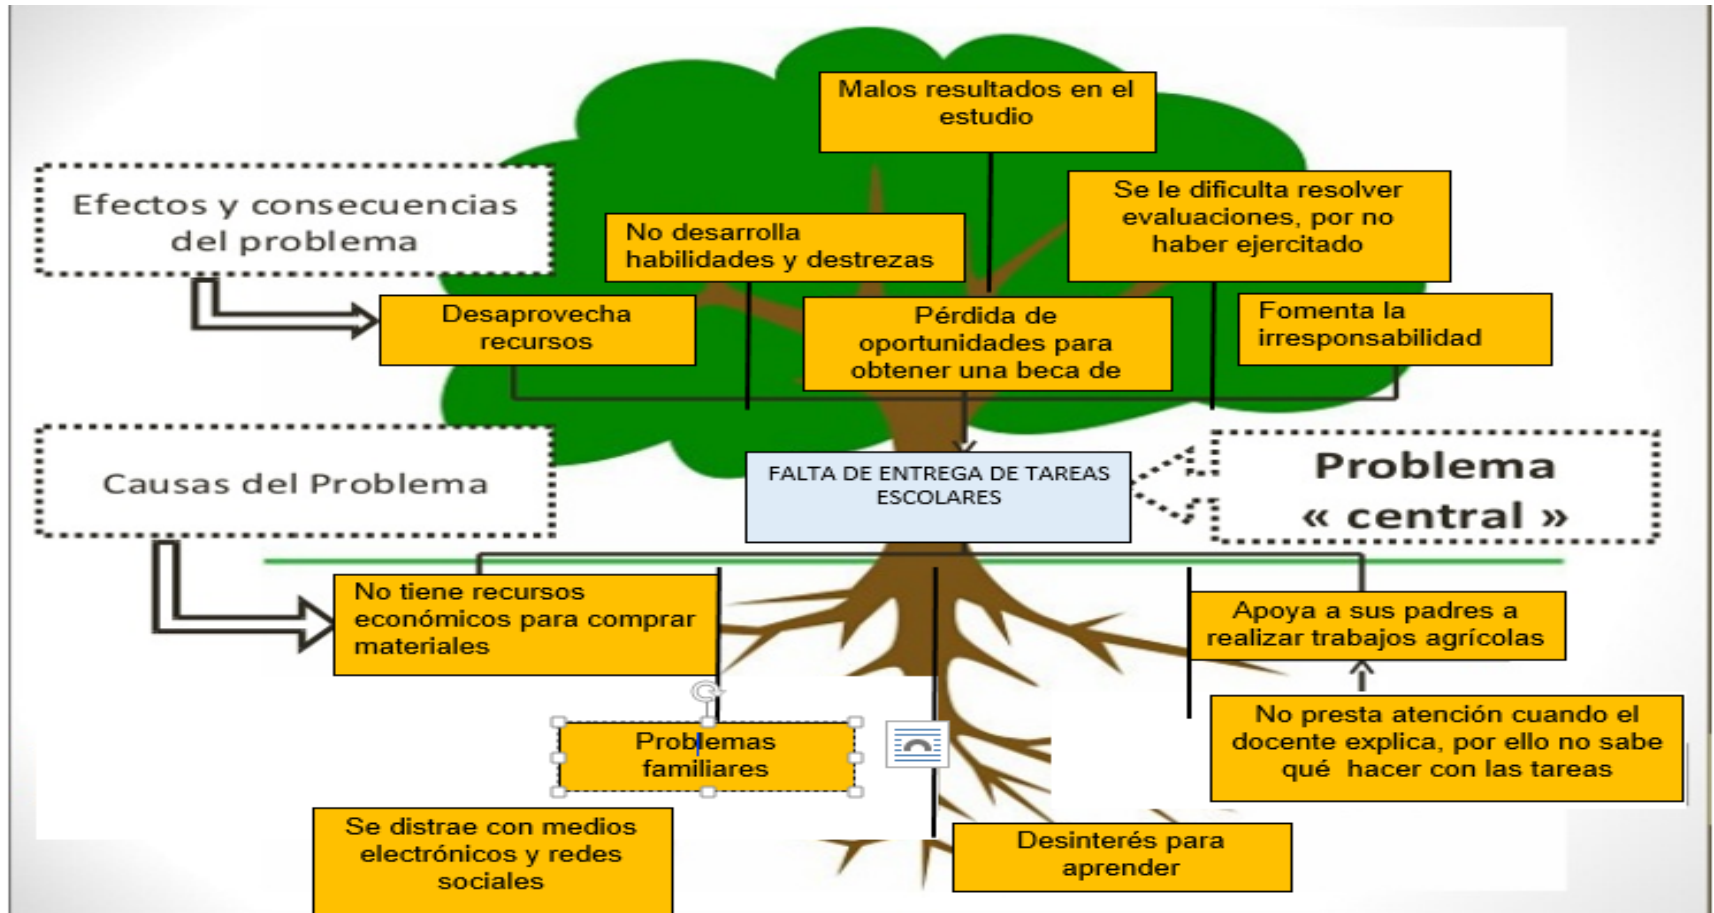 Malos resultados en el
estudio
Efectos y consecuencias
del problema
No desarrolla
habilidades y destrezas
Se le dificulta resolver
evaluaciones, por no
haber ejercitado
Desaprovecha
recursos
Pérdida de
oportunidades para
obtener una beca de
Fomenta la
irresponsabilidad
Causas del Problema
FALTA DE ENTREGA DE TAREAS
ESCOLARES
Problema
« central »
No tiene recursos
económicos para comprar
materiales
Apoya a sus padres a
realizar trabajos agrícolas
Problemas
familiares
No presta atención cuando el
docente explica, por ello no sabe
qué hacer con las tareas
Se distrae con medios
electrónicos y redes
sociales
Desinterés para
aprender